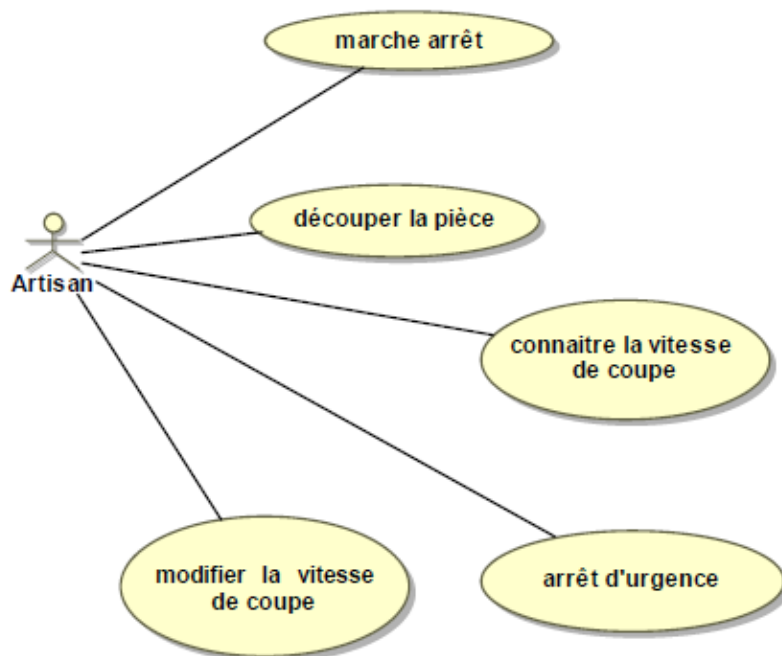 marche arrêt
découper la pièce
Artisan
connaitre la vitesse
de coupe
modifier la vitesse
de coupe
arrêt d'urgence